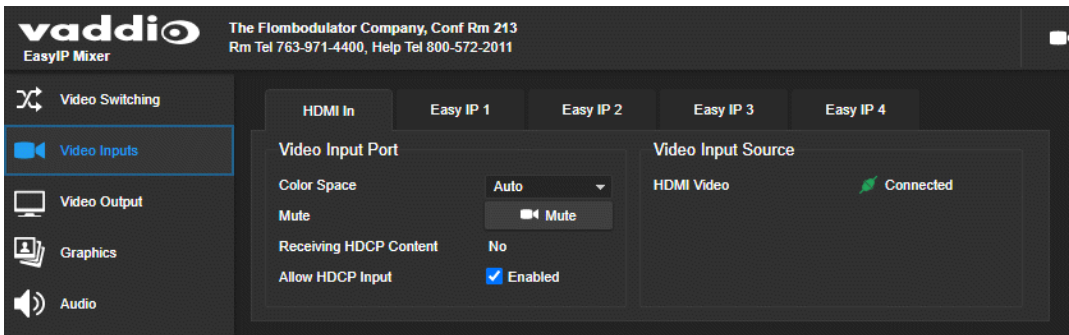 vaddio
EasyIP Mixer
The Flombodulator Company, Conf Rm 213
Rm Tel 763-971-4400, Help Tel 800-572-2011
Video Switching
Video Inputs
Video Output
Graphics
Audio
HDMI In Easy IP 1 Easy IP 2 Easy IP 3 Easy IP 4
Video Input Port
Color Space Auto
Mute Mute
Receiving HDCP Content No
Allow HDCP Input Enabled
Video Input Source
HDMI Video Connected